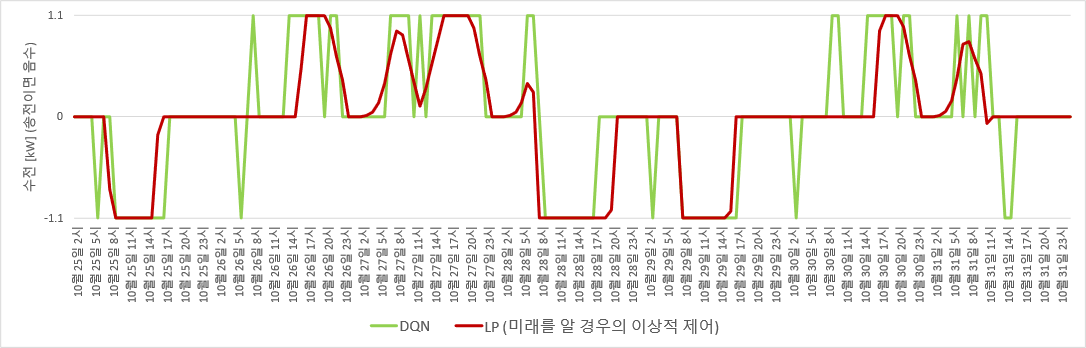 수전 [kW] (송전이면 음수)
1.1
0
-1.1
10월 25일 2시
10월 25일 5시
10월 25일 8시
10월 25일 11시
10월 25일 14시
10월 25일 17시
10월 25일 20시
10월 25일 23시
10월 26일 2시
10월 26일 5시
10월 26일 8시
10월 26일 11시
10월 26일 14시
10월 26일 17시
10월 26일 20시
10월 26일 23시
10월 27일 2시
10월 27일 5시
10월 27일 8시
10월 27일 11시
10월 27일 14시
10월 27일 17시
10월 27일 20시
10월 27일 23시
10월 28일 2시
10월 28일 5시
10월 28일 8시
10월 28일 11시
10월 28일 14시
10월 28일 17시
10월 28일 20시
10월 28일 23시
10월 29일 2시
10월 29일 5시
10월 29일 8시
10월 29일 11시
10월 29일 14시
10월 29일 17시
10월 29일 20시
10월 29일 23시
10월 30일 2시
10월 30일 5시
10월 30일 8시
10월 30일 11시
10월 30일 14시
10월 30일 17시
10월 30일 20시
10월 30일 23시
10월 31일 2시
10월 31일 5시
10월 31일 8시
10월 31일 11시
10월 31일 14시
10월 31일 17시
10월 31일 20시
10월 31일 23시
DQN
LP (미래를 알 경우의 이상적 제어)